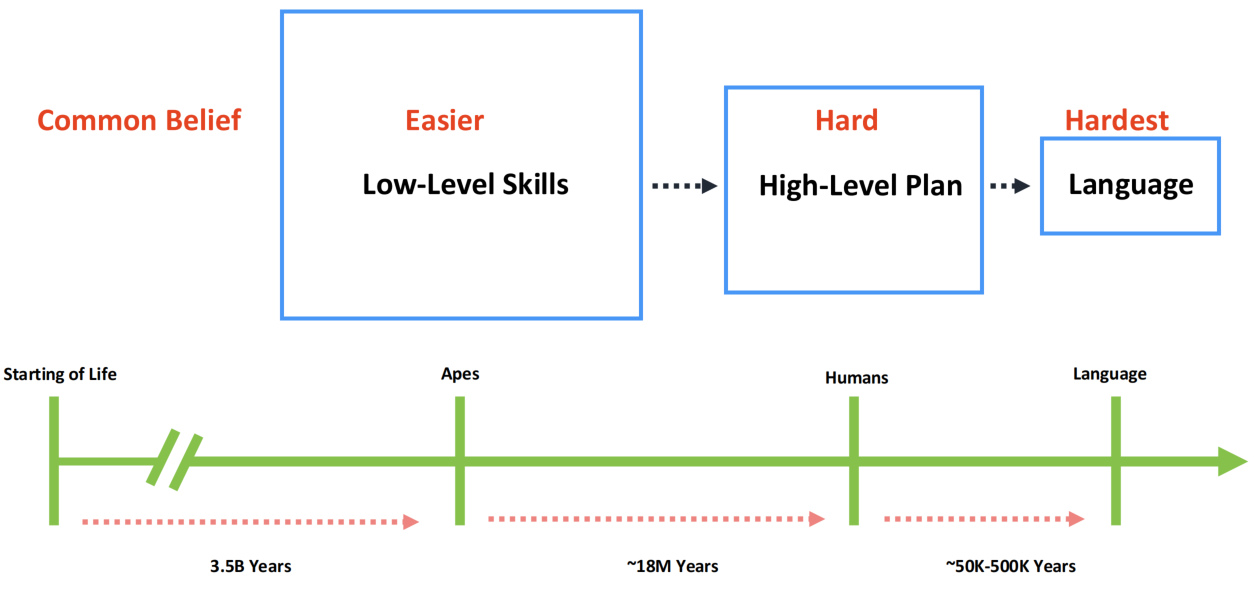 Common Belief
Easier
Hard
Hardest
Low-Level Skills
High-Level Plan
Language
Starting of Life
Apes
Humans
Language
3.5B Years
~18M Years
~50K-500K Years